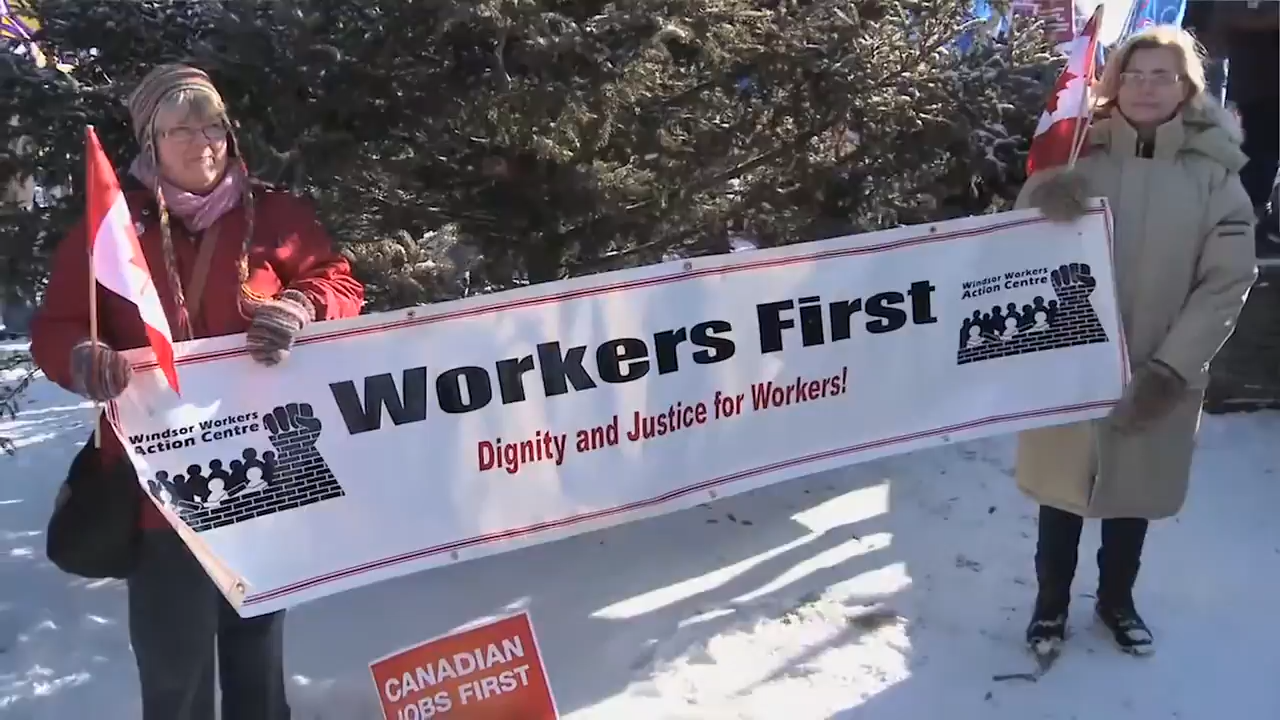 Workers First
Dignity and Justice for Workers!
Windsor Workers
Action Centre
Windsor Workers
Action Centre
CANADIAN
JOBS FIRST